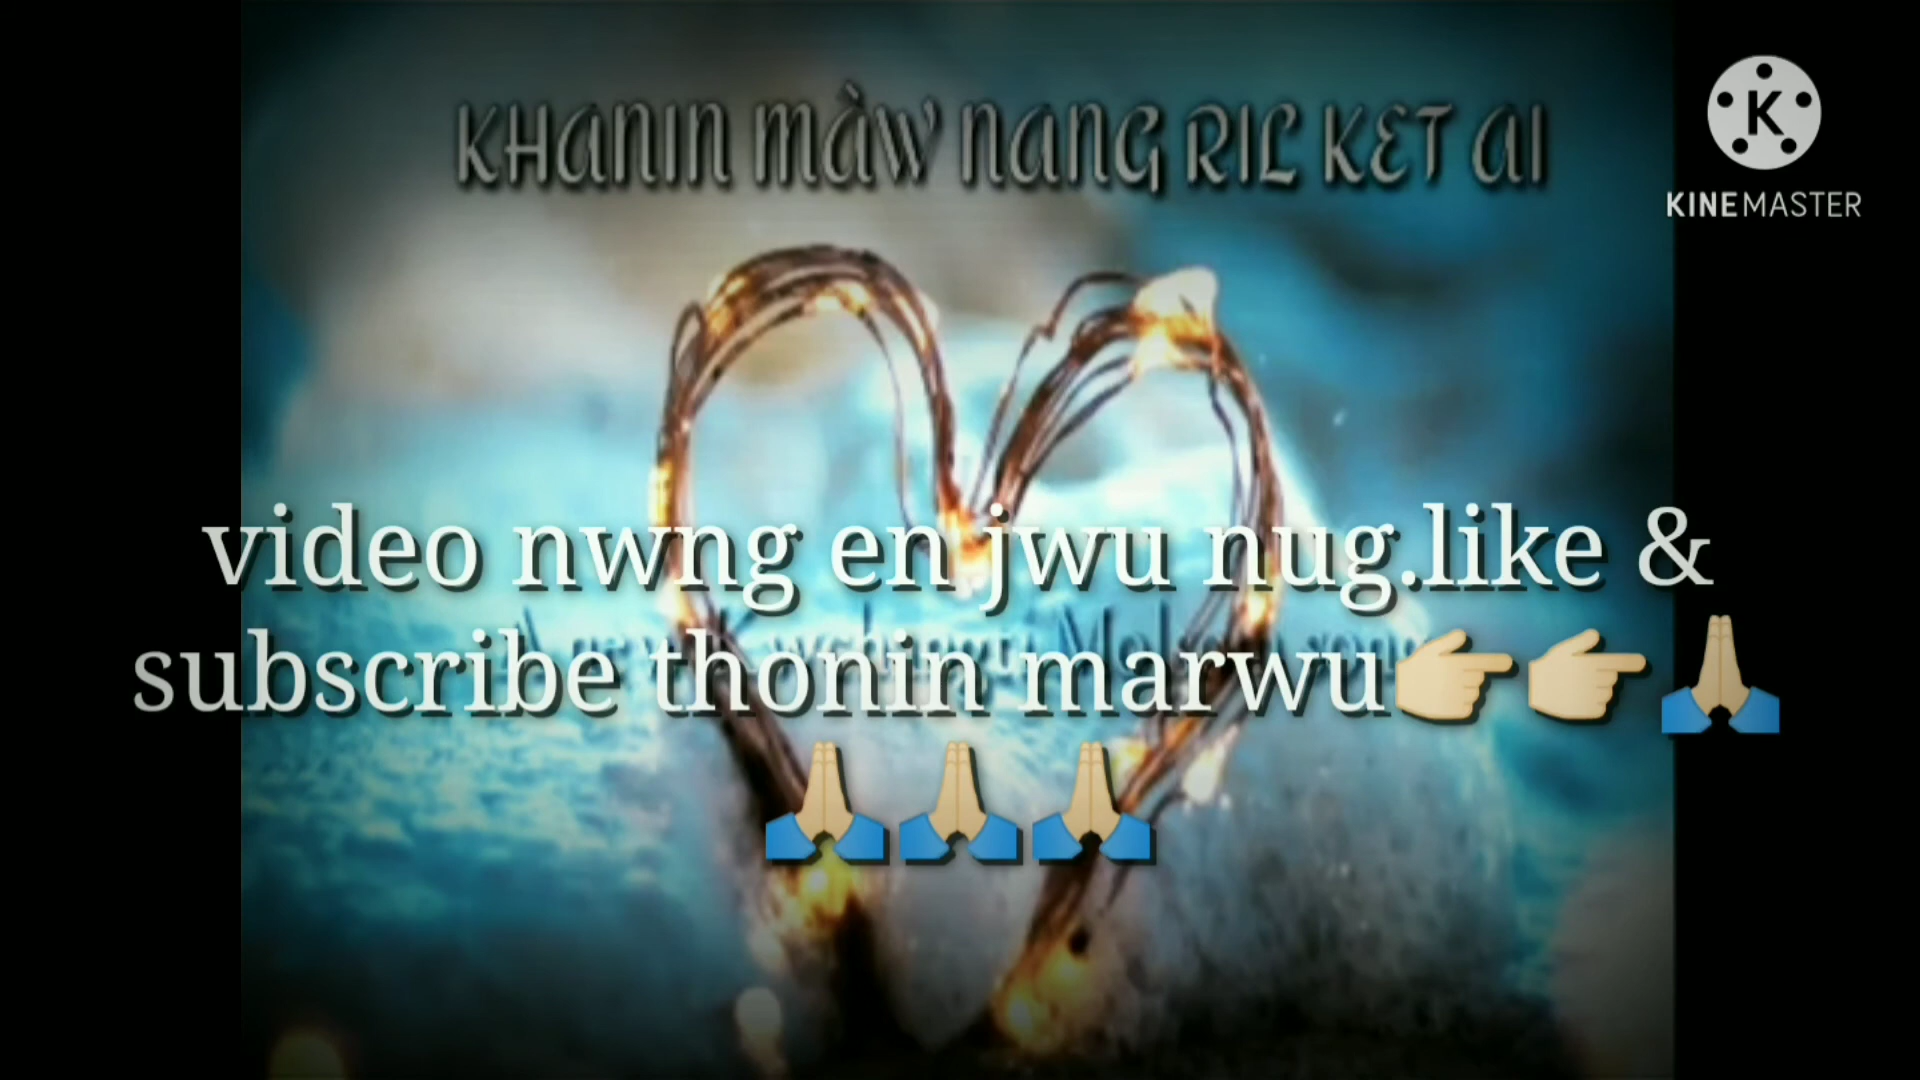 KHANIN MÀW NANG RIL KET AI
K
KINEMASTER
video nwng en jwu nug.like &
subscribe thonin marwu👉🏼👉🏼🙏🏼
🙏🏼🙏🏼🙏🏼